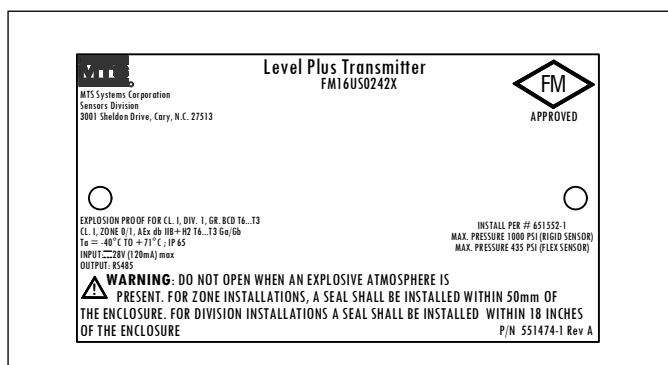 MTS
Level Plus Transmitter
FM16US0242X
FM
APPROVED
MTS Systems Corporation
Sensors Division
3001 Sheldon Drive, Cary, N.C. 27513
EXPLOSION PROOF FOR CL. I, DIV. 1, GR. BCD T6...T3
CL. I, ZONE 0/1, AEx db IIB+H2 T6...T3 Ga/Gb
Ta = -40°C TO +71°C ; IP 65
INPUT:⎓28V (120mA) max
OUTPUT: RS485
INSTALL PER # 651552-1
MAX. PRESSURE 1000 PSI (RIGID SENSOR)
MAX. PRESSURE 435 PSI (FLEX SENSOR)
WARNING: DO NOT OPEN WHEN AN EXPLOSIVE ATMOSPHERE IS
PRESENT. FOR ZONE INSTALLATIONS, A SEAL SHALL BE INSTALLED WITHIN 50mm OF
THE ENCLOSURE. FOR DIVISION INSTALLATIONS A SEAL SHALL BE INSTALLED WITHIN 18 INCHES
OF THE ENCLOSURE
P/N 551474-1 Rev A